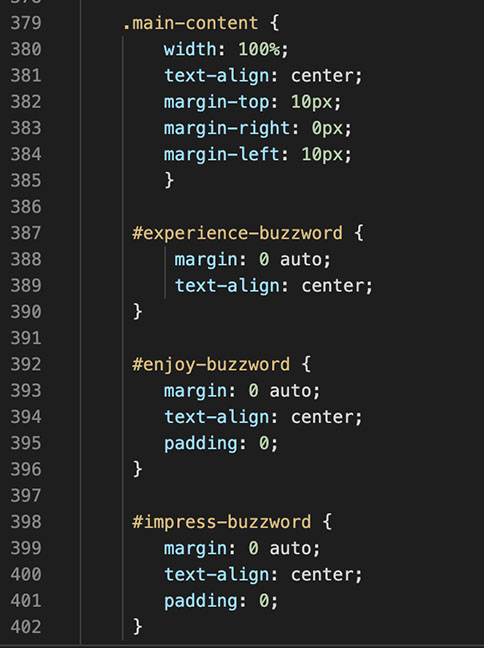 379 .main-content {
380 width: 100%;
381 text-align: center;
382 margin-top: 10px;
383 margin-right: 0px;
384 margin-left: 10px;
385 }
386
387 #experience-buzzword {
388 margin: 0 auto;
389 text-align: center;
390 }
391
392 #enjoy-buzzword {
393 margin: 0 auto;
394 text-align: center;
395 padding: 0;
396 }
397
398 #impress-buzzword {
399 margin: 0 auto;
400 text-align: center;
401 padding: 0;
402 }